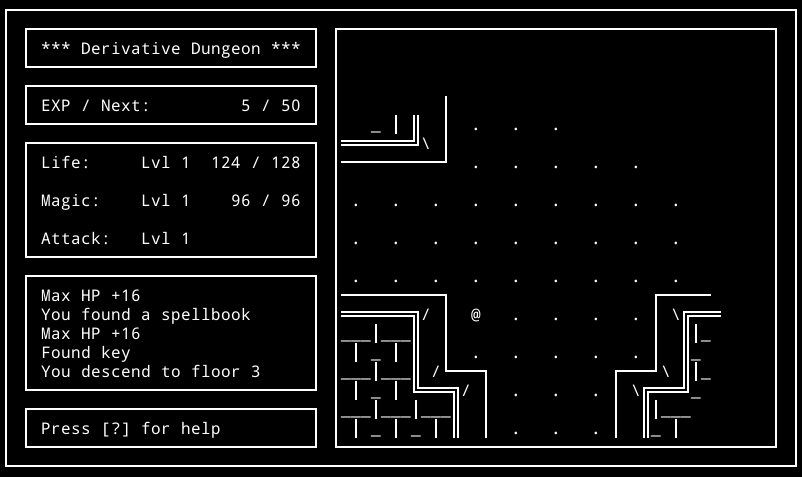 *** Derivative Dungeon ***
EXP / Next: 5 / 50
Life: Lvl 1 124 / 128
Magic: Lvl 1 96 / 96
Attack: Lvl 1
Max HP +16
You found a spellbook
Max HP +16
Found key
You descend to floor 3
Press [?] for help
@